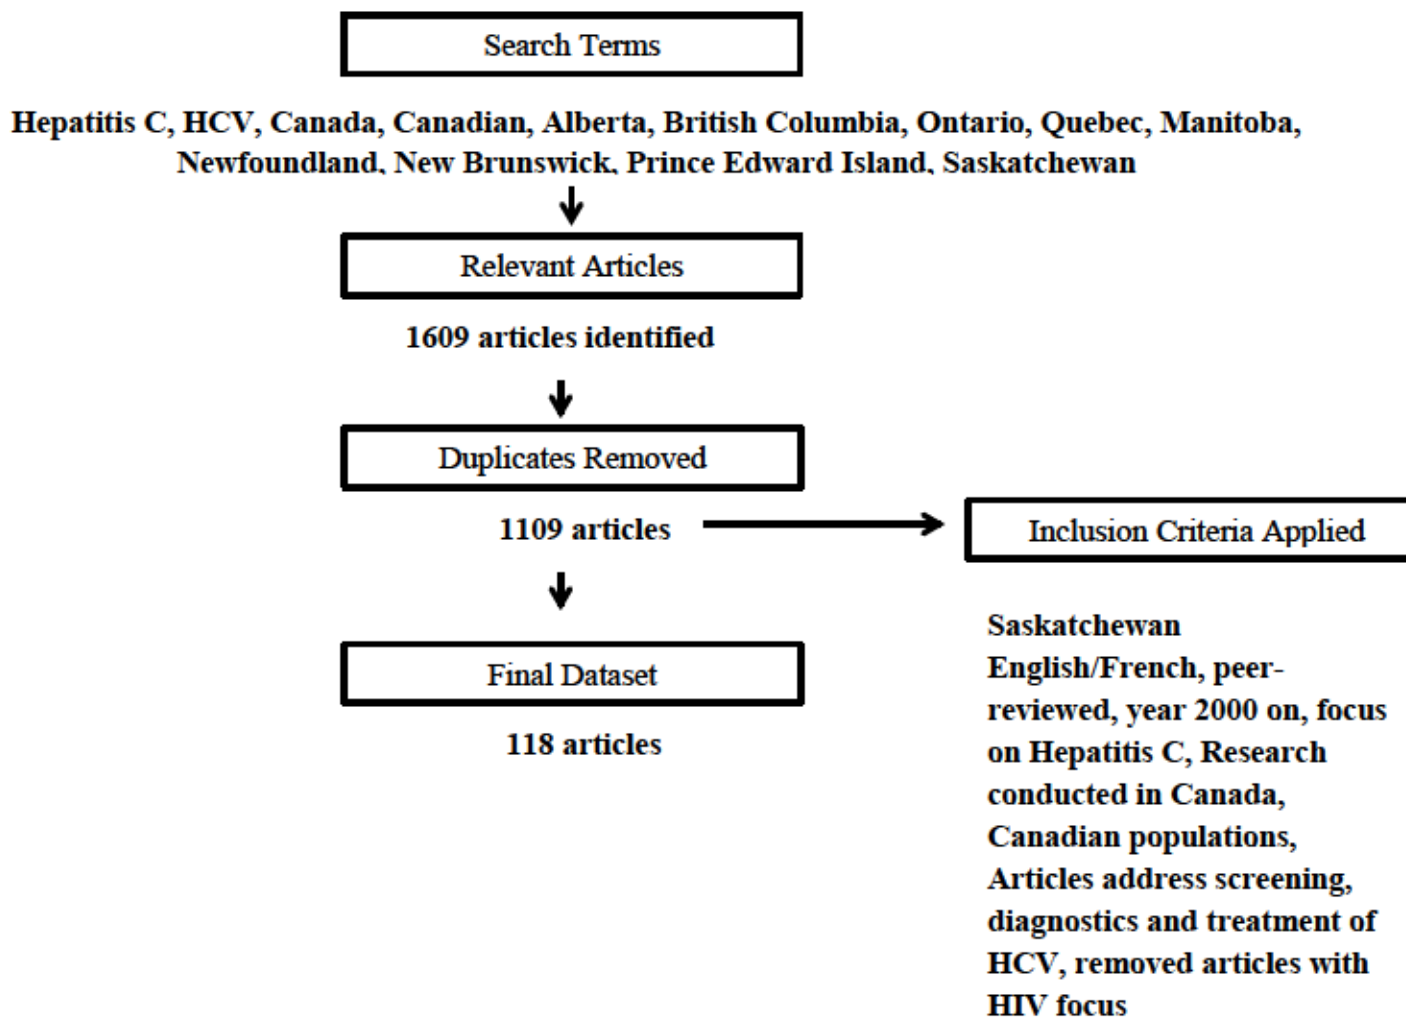 Search Terms
Hepatitis C, HCV, Canada, Canadian, Alberta, British Columbia, Ontario, Quebec, Manitoba,
Newfoundland, New Brunswick, Prince Edward Island, Saskatchewan
Relevant Articles
1609 articles identified
Duplicates Removed
1109 articles
Inclusion Criteria Applied
Saskatchewan
English/French, peer-
reviewed, year 2000 on, focus
on Hepatitis C, Research
conducted in Canada,
Canadian populations,
Articles address screening,
diagnostics and treatment of
HCV, removed articles with
HIV focus
Final Dataset
118 articles